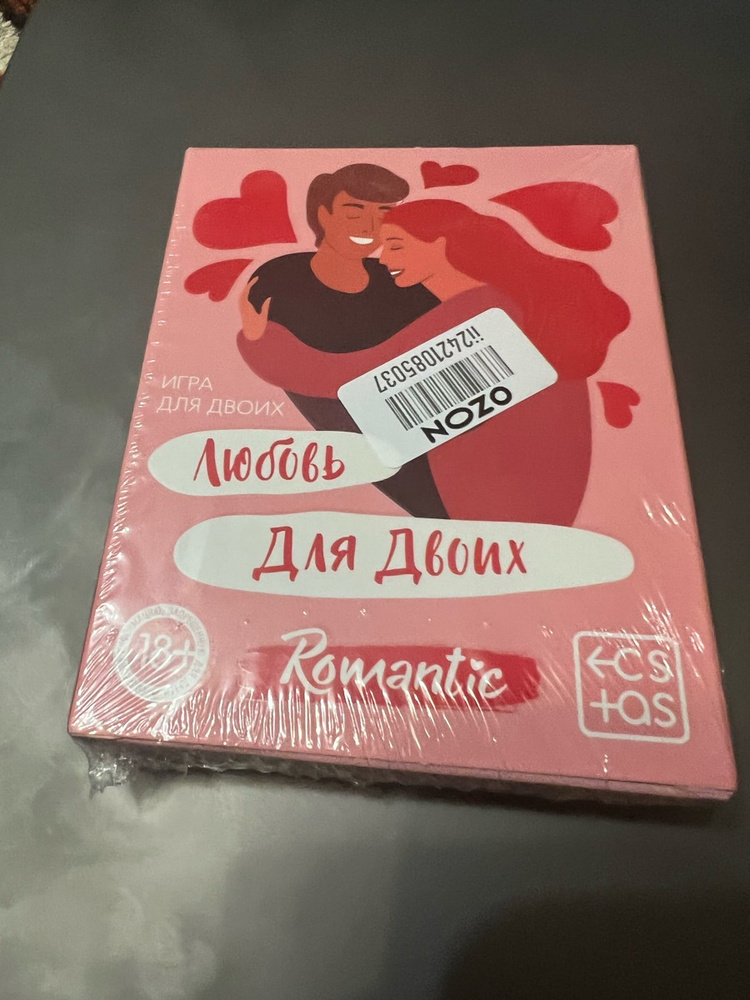 ii2421085037
OZON
ИГРА
ДЛЯ ДВОИХ
Любовь
Для Двоих
18+
Romantic
ecs
tas